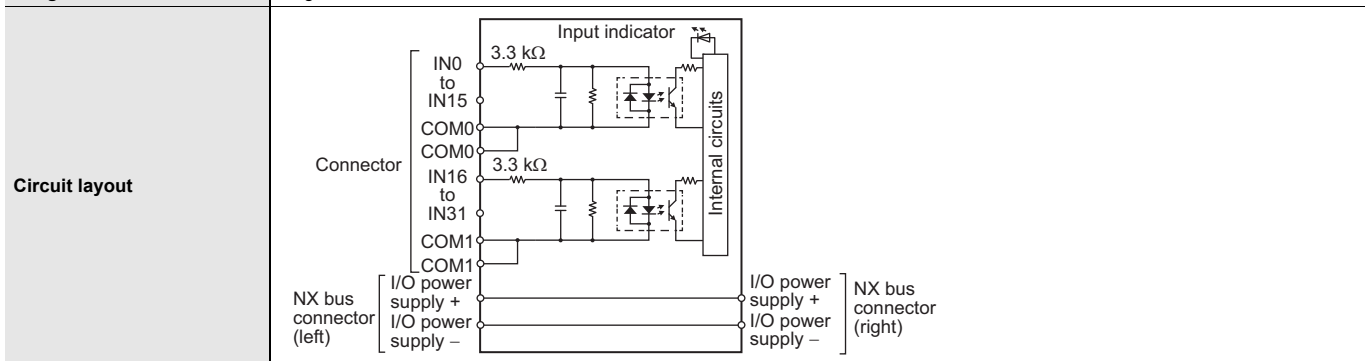 Circuit layout
Input indicator
Connector
IN0
to
IN15
COM0
COM0
3.3 kΩ
IN16
to
IN31
COM1
COM1
3.3 kΩ
Internal circuits
NX bus
connector
(left)
I/O power
supply +
I/O power
supply –
I/O power
supply +
I/O power
supply –
NX bus
connector
(right)